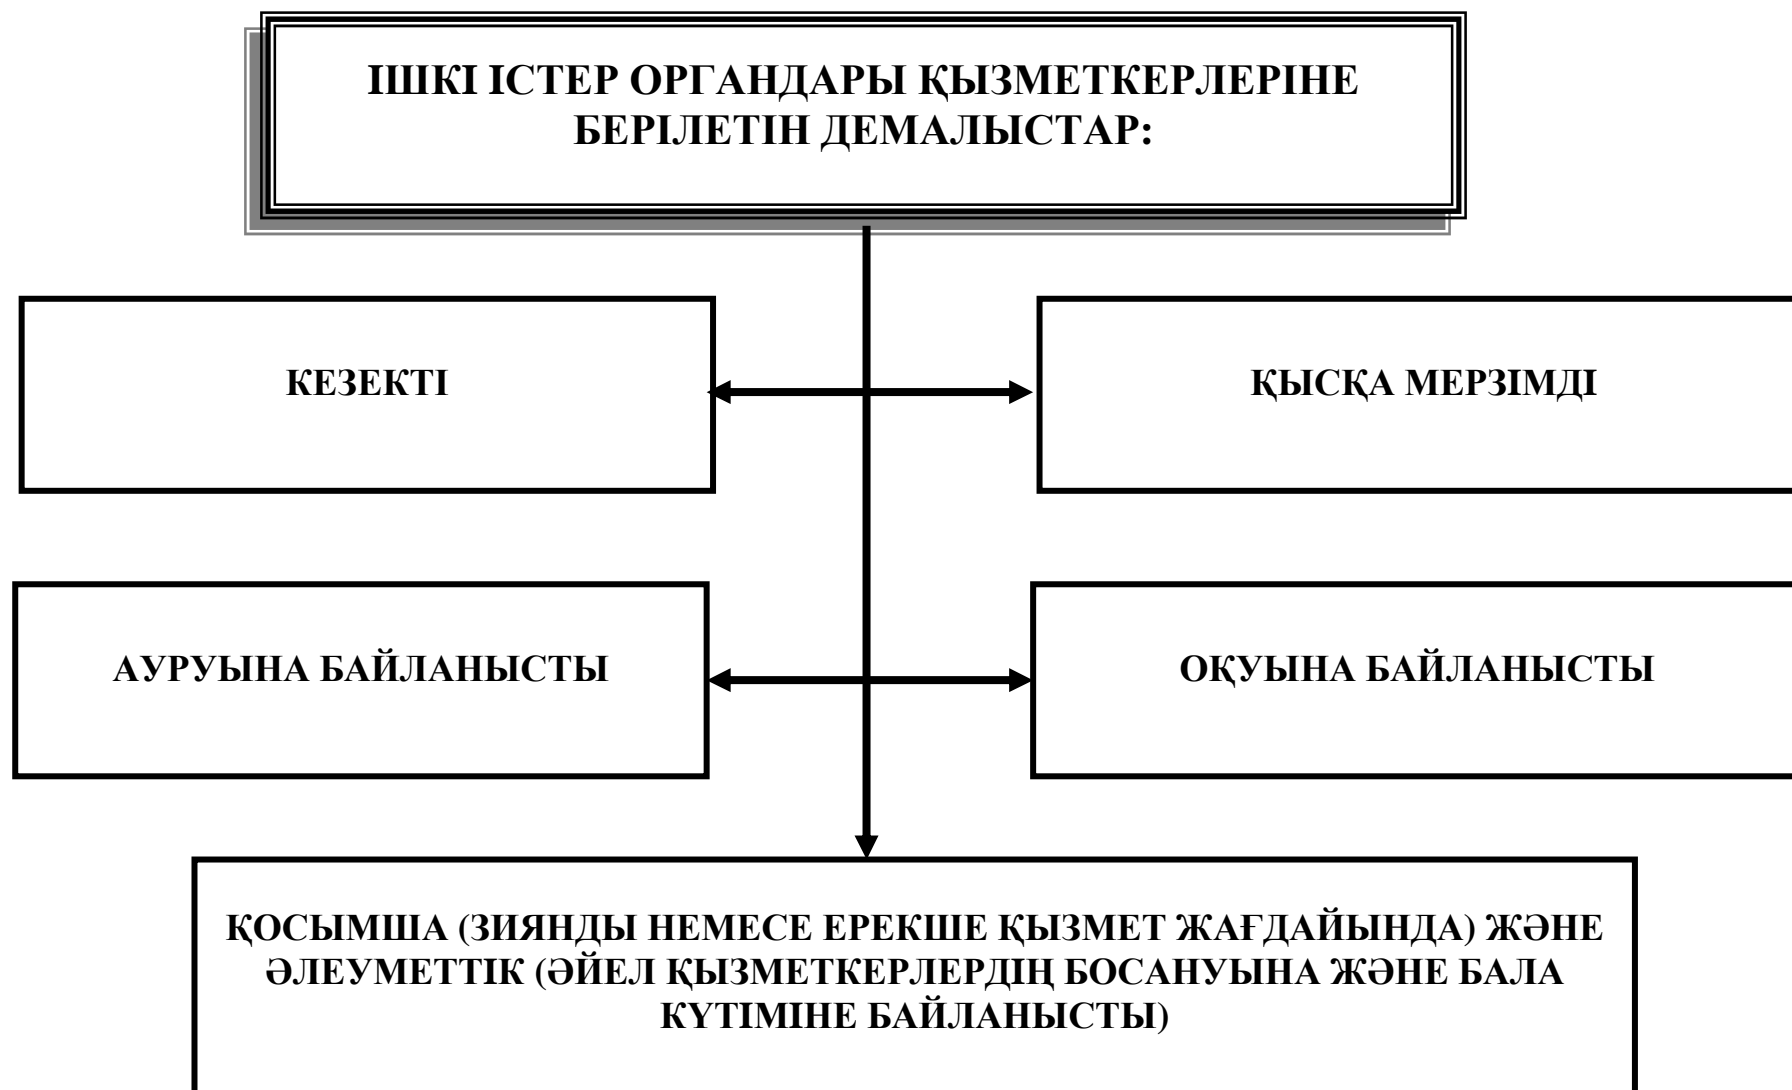 ІШКІ ІСТЕР ОРГАНДАРЫ ҚЫЗМЕТКЕРЛЕРІНЕ
БЕРІЛЕТІН ДЕМАЛЫСТАР:
КЕЗЕКТІ
ҚЫСҚА МЕРЗІМДІ
АУРУЫНА БАЙЛАНЫСТЫ
ОҚУЫНА БАЙЛАНЫСТЫ
ҚОСЫМША (ЗИЯНДЫ НЕМЕСЕ ЕРЕКШЕ ҚЫЗМЕТ ЖАҒДАЙЫНДА) ЖӘНЕ
ӘЛЕУМЕТТІК (ӘЙЕЛ ҚЫЗМЕТКЕРЛЕРДІҢ БОСАНУЫНА ЖӘНЕ БАЛА
КҮТІМІНЕ БАЙЛАНЫСТЫ)